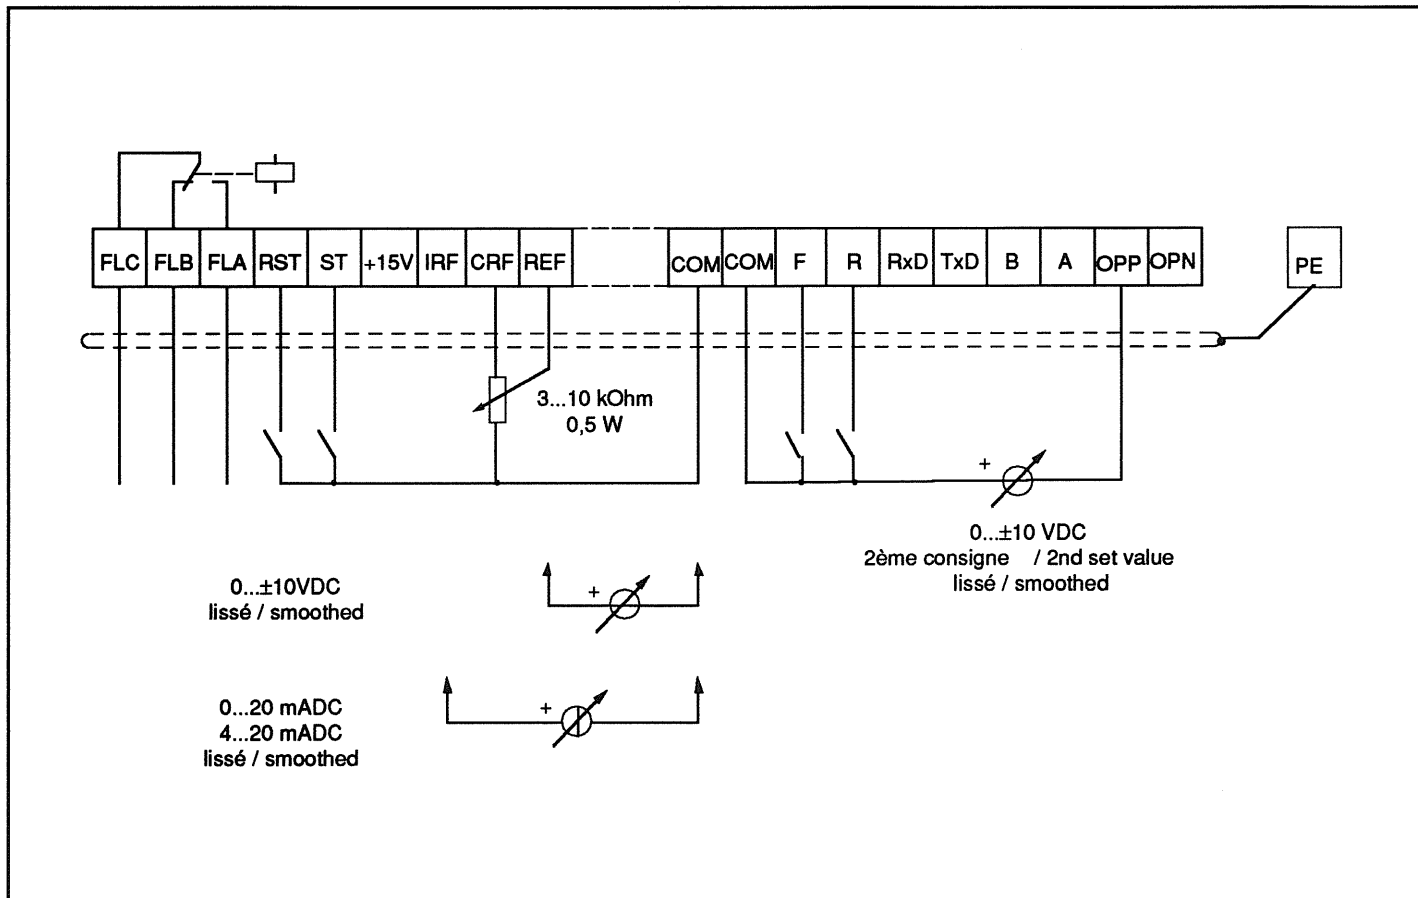 FLC FLB FLA RST ST +15V IRF CRF REF COM COM F R RxD TxD B A OPP OPN PE
3...10 kOhm
0,5 W
+
0...±10 VDC
2ème consigne / 2nd set value
lissé / smoothed
0...±10VDC
lissé / smoothed
+
0...20 mADC
4...20 mADC
lissé / smoothed
+